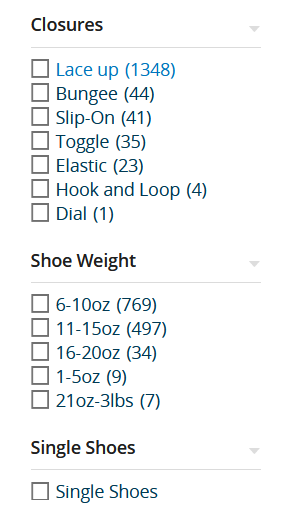 Closures
Lace up (1348)
Bungee (44)
Slip-On (41)
Toggle (35)
Elastic (23)
Hook and Loop (4)
Dial (1)
Shoe Weight
6-10oz (769)
11-15oz (497)
16-20oz (34)
1-5oz (9)
21oz-3lbs (7)
Single Shoes
Single Shoes